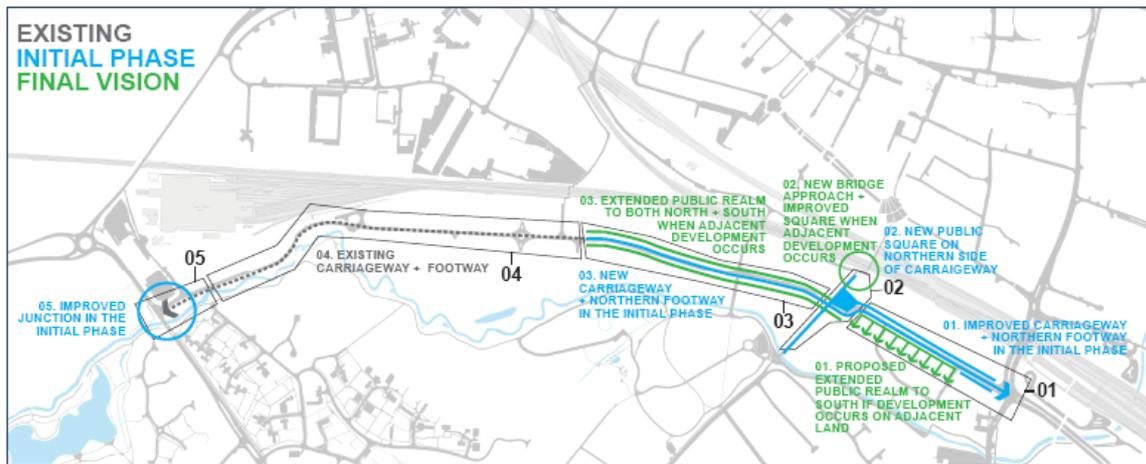 EXISTING
INITIAL PHASE
FINAL VISION
03. EXTENDED PUBLIC REALM
TO BOTH NORTH + SOUTH
WHEN ADJACENT
DEVELOPMENT
OCCURS
02. NEW BRIDGE
APPROACH +
IMPROVED
SQUARE WHEN
ADJACENT
DEVELOPMENT
OCCURS
02. NEW PUBLIC
SQUARE ON
NORTHERN SIDE
OF CARRAIGEWAY
05
04. EXISTING
CARRIAGEWAY + FOOTWAY
04
03. NEW
CARRIAGEWAY
+ NORTHERN FOOTWAY
IN THE INITIAL PHASE
02
05. IMPROVED
JUNCTION IN THE
INITIAL PHASE
03
01. IMPROVED CARRIAGEWAY
+ NORTHERN FOOTWAY
IN THE INITIAL PHASE
01. PROPOSED
EXTENDED
PUBLIC REALM TO
SOUTH IF DEVELOPMENT
OCCURS ON ADJACENT
LAND
01